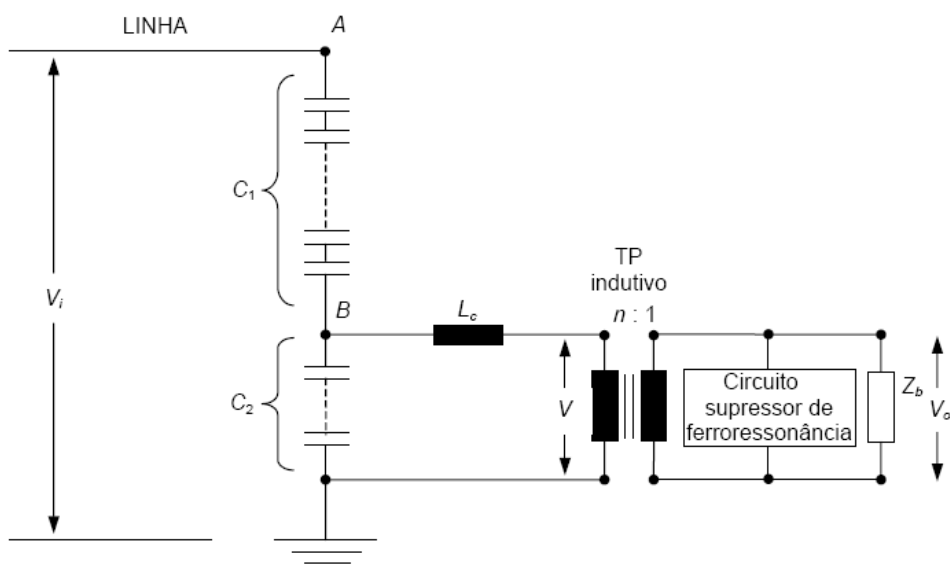 LINHA
A
C1
Vi
B
Lc
TP
indutivo
n : 1
C2
V
Circuito
supressor de
ferroressonância
Zb
Vo